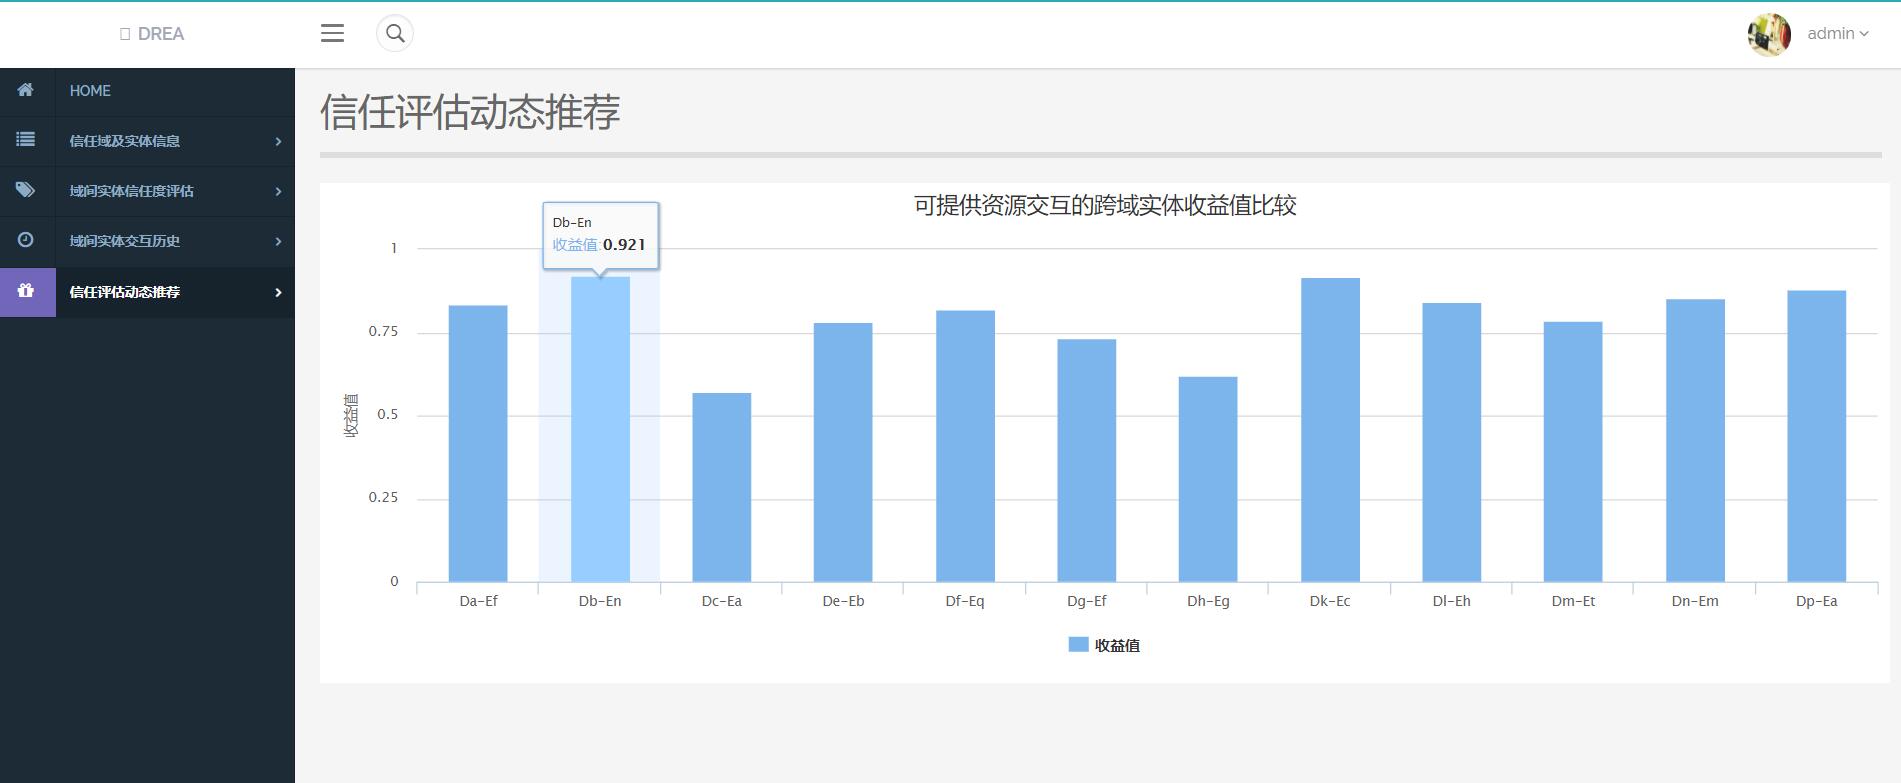 DREA
admin
HOME
信任域及实体信息
域间实体信任度评估
域间实体交互历史
信任评估动态推荐
信任评估动态推荐
可提供资源交互的跨域实体收益值比较
Db-En
收益值:0.921
1
0.75
0.5
0.25
0
收益值
Da-Ef Db-En Dc-Ea De-Eb Df-Eq Dg-Ef Dh-Eg Dk-Ec Dl-Eh Dm-Et Dn-Em Dp-Ea
收益值